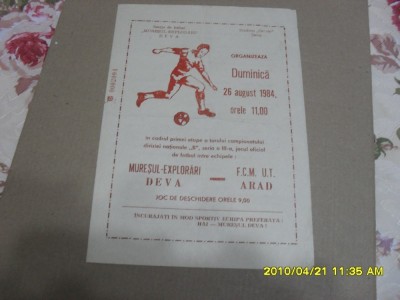 DEVA
ORGANIZEAZĂ
Duminică
26 august 1984,
orele 11,00
în cadrul primei etape a turului campionatului
diviziei naționale „B", seria a III-a, jocul oficial
de fotbal între echipele:
MUREȘUL-EXPLORĂRI — F.C.M. U.T.
DEVA ARAD
JOC DE DESCHIDERE ORELE 9,00
ÎNCURAJAȚI ÎN MOD SPORTIV ECHIPA PREFERATĂ!
HAI — MUREȘUL DEVA!
2010/04/21 11:35 AM